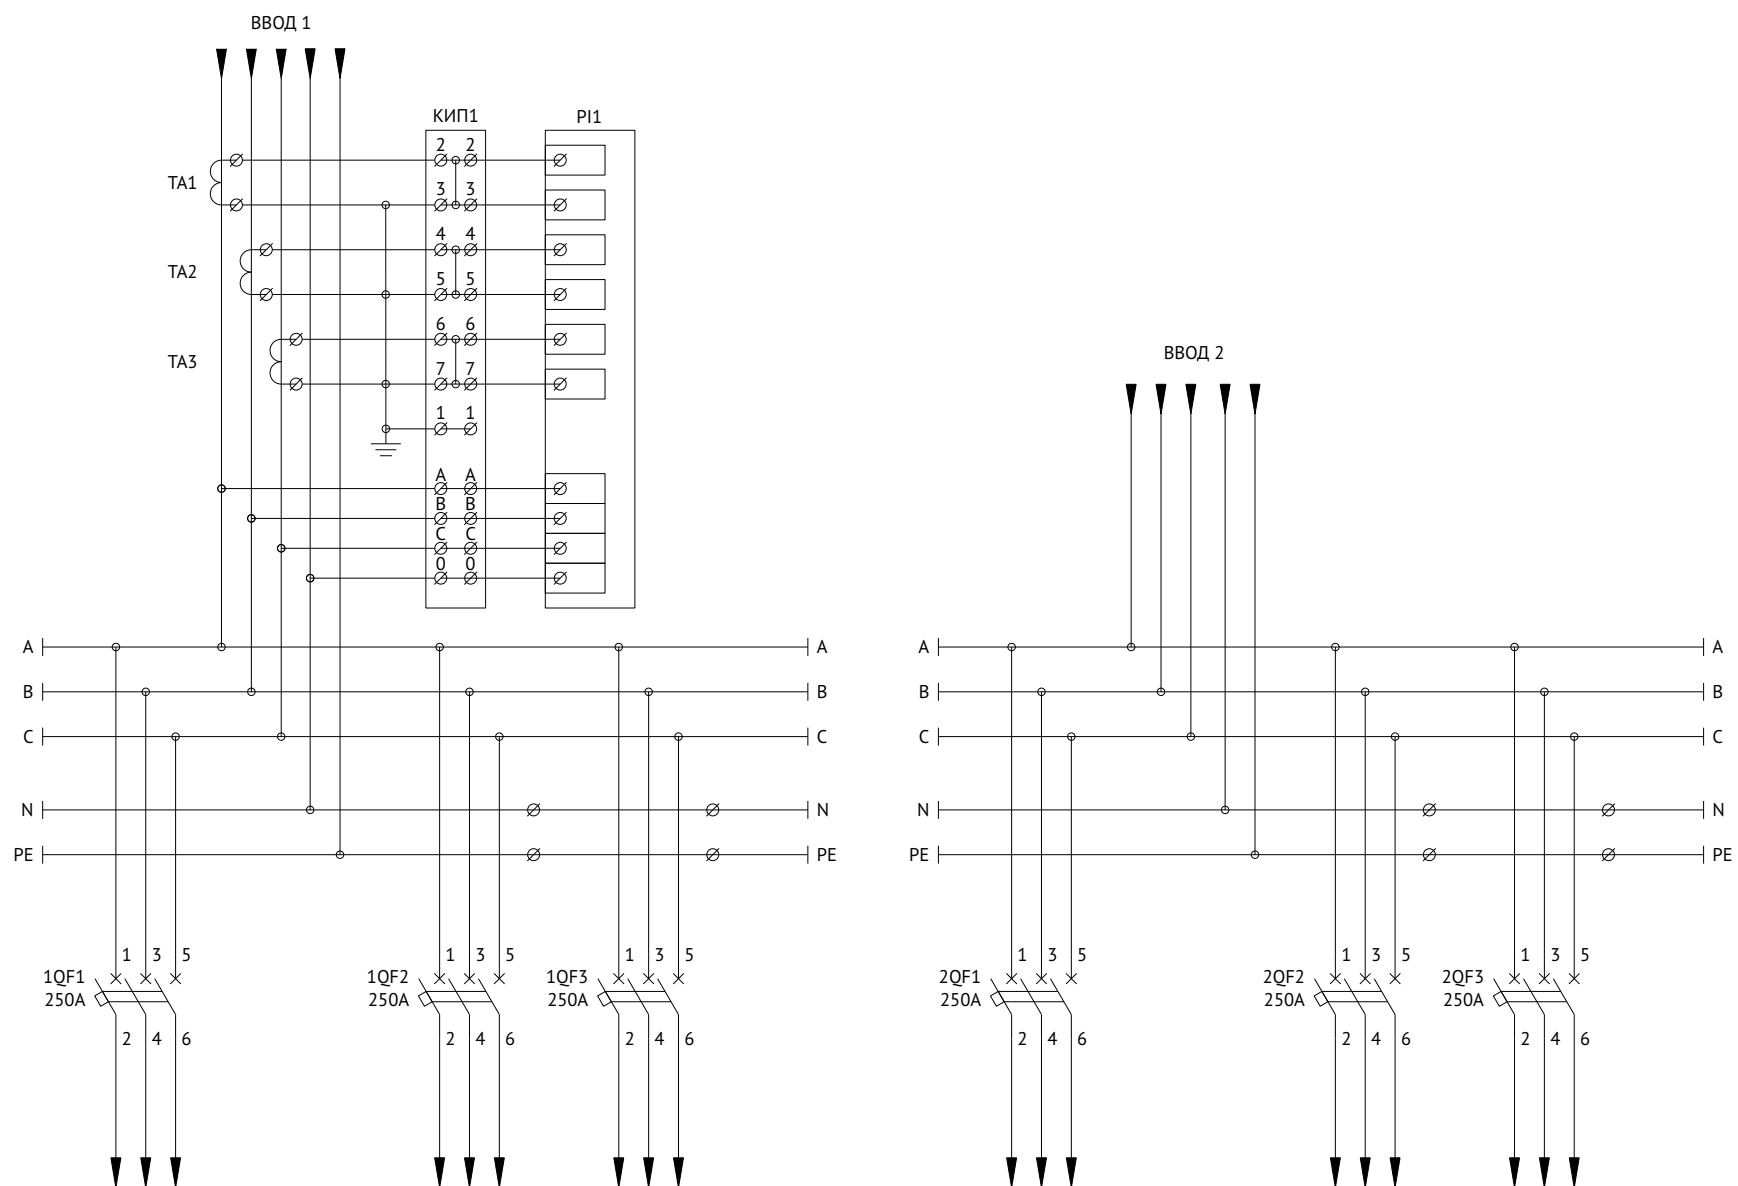 ВВОД 1
КИП1 PI1
2 2
TA1
3 3
4 4
TA2
5 5
6 6
TA3
7 7
1 1
A A
B B
C C
0 0
ВВОД 2
A A A A
B B B B
C C C C
N N N N
PE PE PE PE
1 3 5 1 3 5 1 3 5 1 3 5 1 3 5 1 3 5
1QF1 1QF2 1QF3 2QF1 2QF2 2QF3
250A 250A 250A 250A 250A 250A
2 4 6 2 4 6 2 4 6 2 4 6 2 4 6 2 4 6